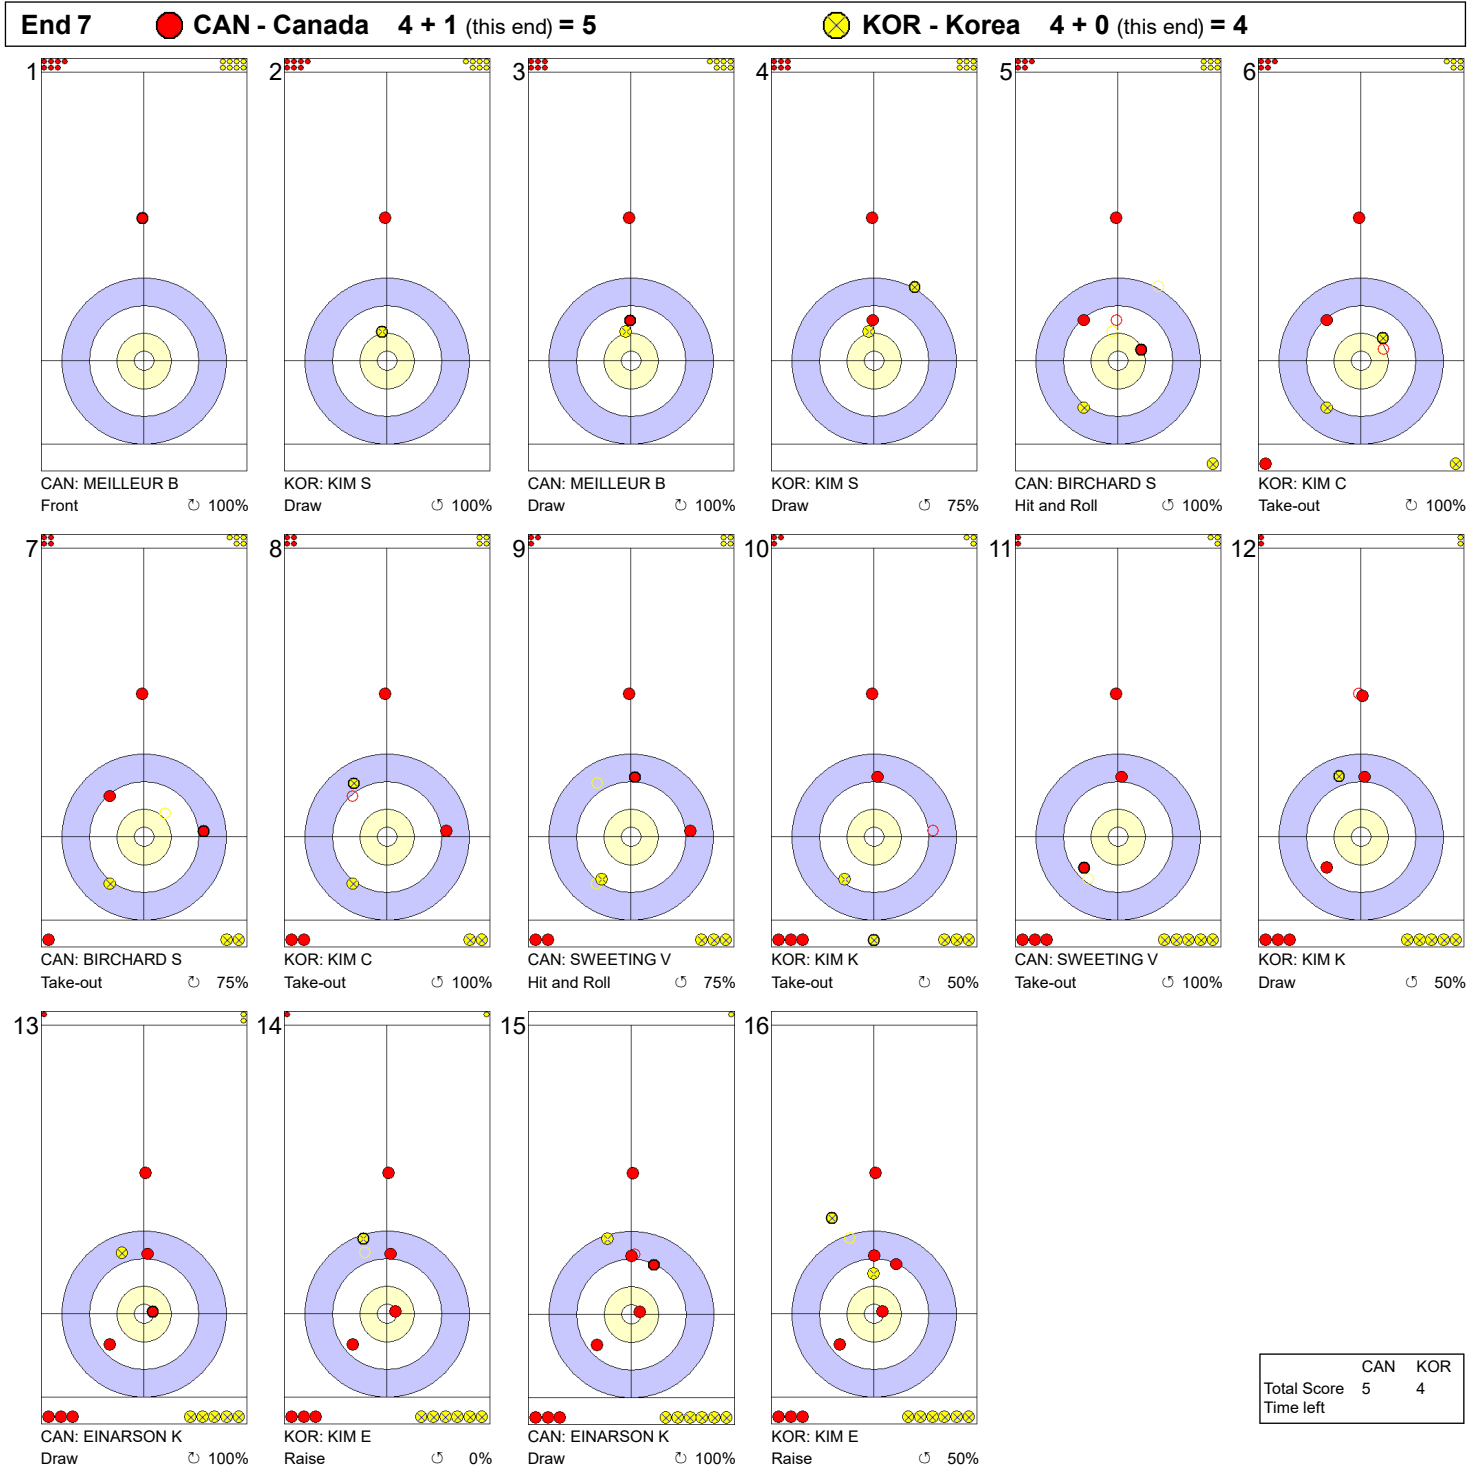 End 7 CAN - Canada 4 + 1 (this end) = 5 KOR - Korea 4 + 0 (this end) = 4
1 2 3 4 5 6
CAN: MEILLEUR B KOR: KIM S CAN: MEILLEUR B KOR: KIM S CAN: BIRCHARD S KOR: KIM C
Front ↻ 100% Draw ↺ 100% Draw ↻ 100% Draw ↺ 75% Hit and Roll ↺ 100% Take-out ↻ 100%
7 8 9 10 11 12
CAN: BIRCHARD S KOR: KIM C CAN: SWEETING V KOR: KIM K CAN: SWEETING V KOR: KIM K
Take-out ↻ 75% Take-out ↻ 100% Hit and Roll ↺ 75% Take-out ↻ 50% Take-out ↺ 100% Draw ↺ 50%
13 14 15 16
CAN: EINARSON K KOR: KIM E CAN: EINARSON K KOR: KIM E
Draw ↻ 100% Raise ↺ 0% Draw ↻ 100% Raise ↺ 50%
CAN KOR
Total Score 5 4
Time left